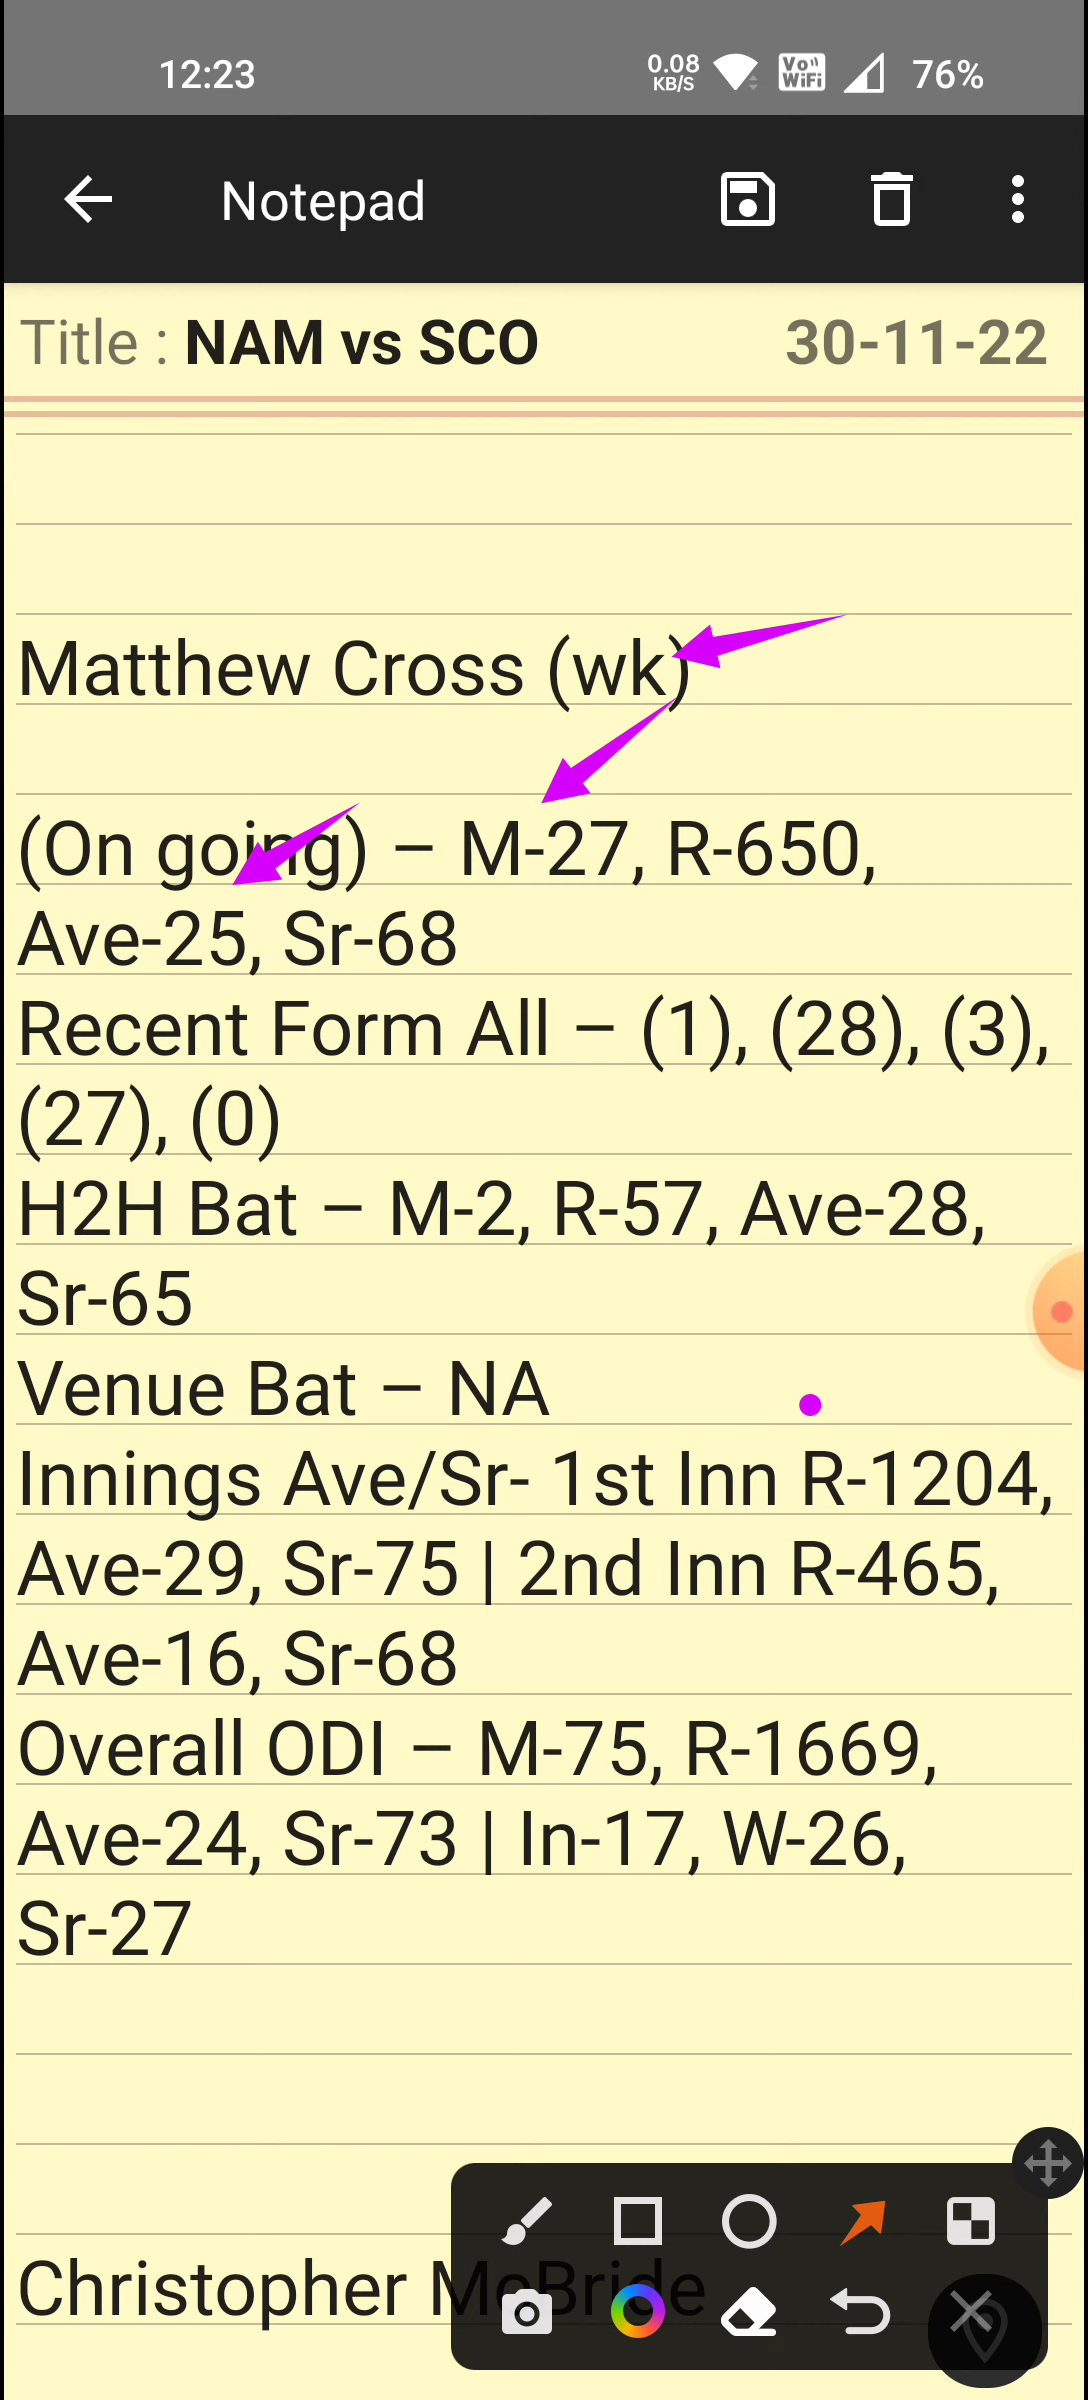 12:23
0.08 KB/S
Vo)) WiFi
76%
Notepad
Title : NAM vs SCO 30-11-22
Matthew Cross (wk)
(On going) – M-27, R-650,
Ave-25, Sr-68
Recent Form All – (1), (28), (3),
(27), (0)
H2H Bat – M-2, R-57, Ave-28,
Sr-65
Venue Bat – NA
Innings Ave/Sr- 1st Inn R-1204,
Ave-29, Sr-75 | 2nd Inn R-465,
Ave-16, Sr-68
Overall ODI – M-75, R-1669,
Ave-24, Sr-73 | In-17, W-26,
Sr-27
Christopher McBride